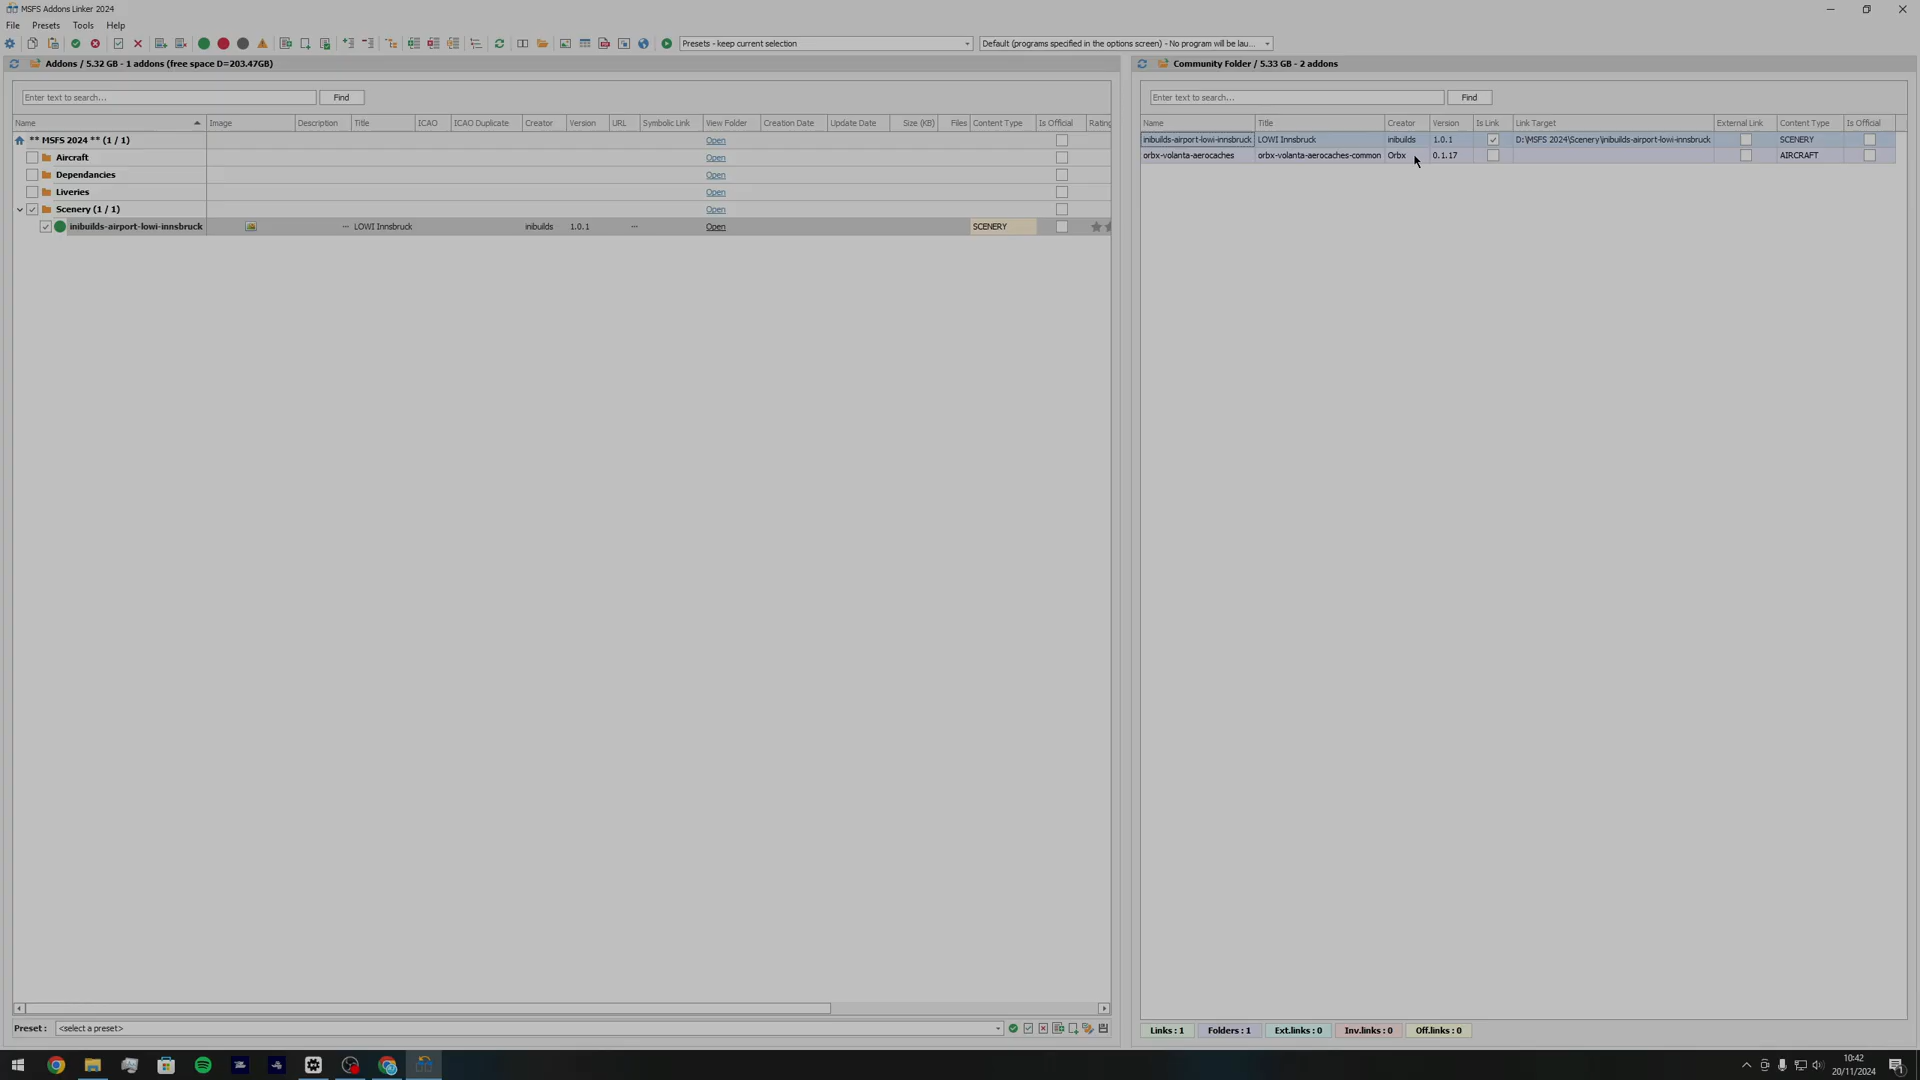 MSFS Addons Linker 2024
File Presets Tools Help
Presets - keep current selection
Default (programs specified in the options screen) - No program will be lau...
Addons / 5.32 GB - 1 addons (free space D=203.47GB)
Enter text to search...
Find
Name Image Description Title ICAO ICAO Duplicate Creator Version URL Symbolic Link View Folder Creation Date Update Date Size (KB) Files Content Type Is Official Rating
** MSFS 2024 ** (1 / 1) Open
Aircraft Open
Dependancies Open
Liveries Open
Scenery (1 / 1) Open
inibuilds-airport-lowi-innsbruck ... LOWI Innsbruck inibuilds 1.0.1 ... Open SCENERY
Preset : <select a preset>
Community Folder / 5.33 GB - 2 addons
Enter text to search...
Find
Name Title Creator Version Is Link Link Target External Link Content Type Is Official
inibuilds-airport-lowi-innsbruck LOWI Innsbruck inibuilds 1.0.1 D:\MSFS 2024\Scenery\inibuilds-airport-lowi-innsbruck SCENERY
orbx-volanta-aerocaches orbx-volanta-aerocaches-common Orbx 0.1.17 AIRCRAFT
Links : 1 Folders : 1 Ext.links : 0 Inv.links : 0 Off.links : 0
10:42
20/11/2024